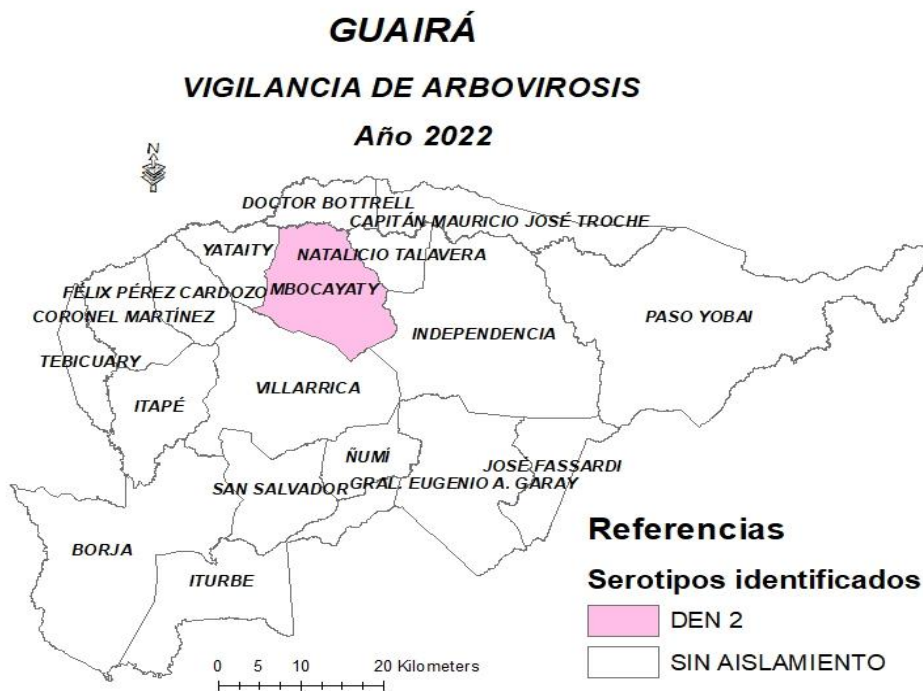 GUAIRÁ
VIGILANCIA DE ARBOVIROSIS
Año 2022
N
DOCTOR BOTTRELL
CAPITÁN MAURICIO JOSÉ TROCHE
YATAITY
NATALICIO TALAVERA
FÉLIX PÉREZ CARDOZO
MBOCAYATY
CORONEL MARTÍNEZ
PASO YOBAI
INDEPENDENCIA
TEBICUARY
VILLARRICA
ITAPÉ
ÑUMÍ
JOSÉ FASSARDI
SAN SALVADOR
GRAL. EUGENIO A. GARAY
BORJA
ITURBE
Referencias
Serotipos identificados
DEN 2
SIN AISLAMIENTO
0 5 10 20 Kilometers